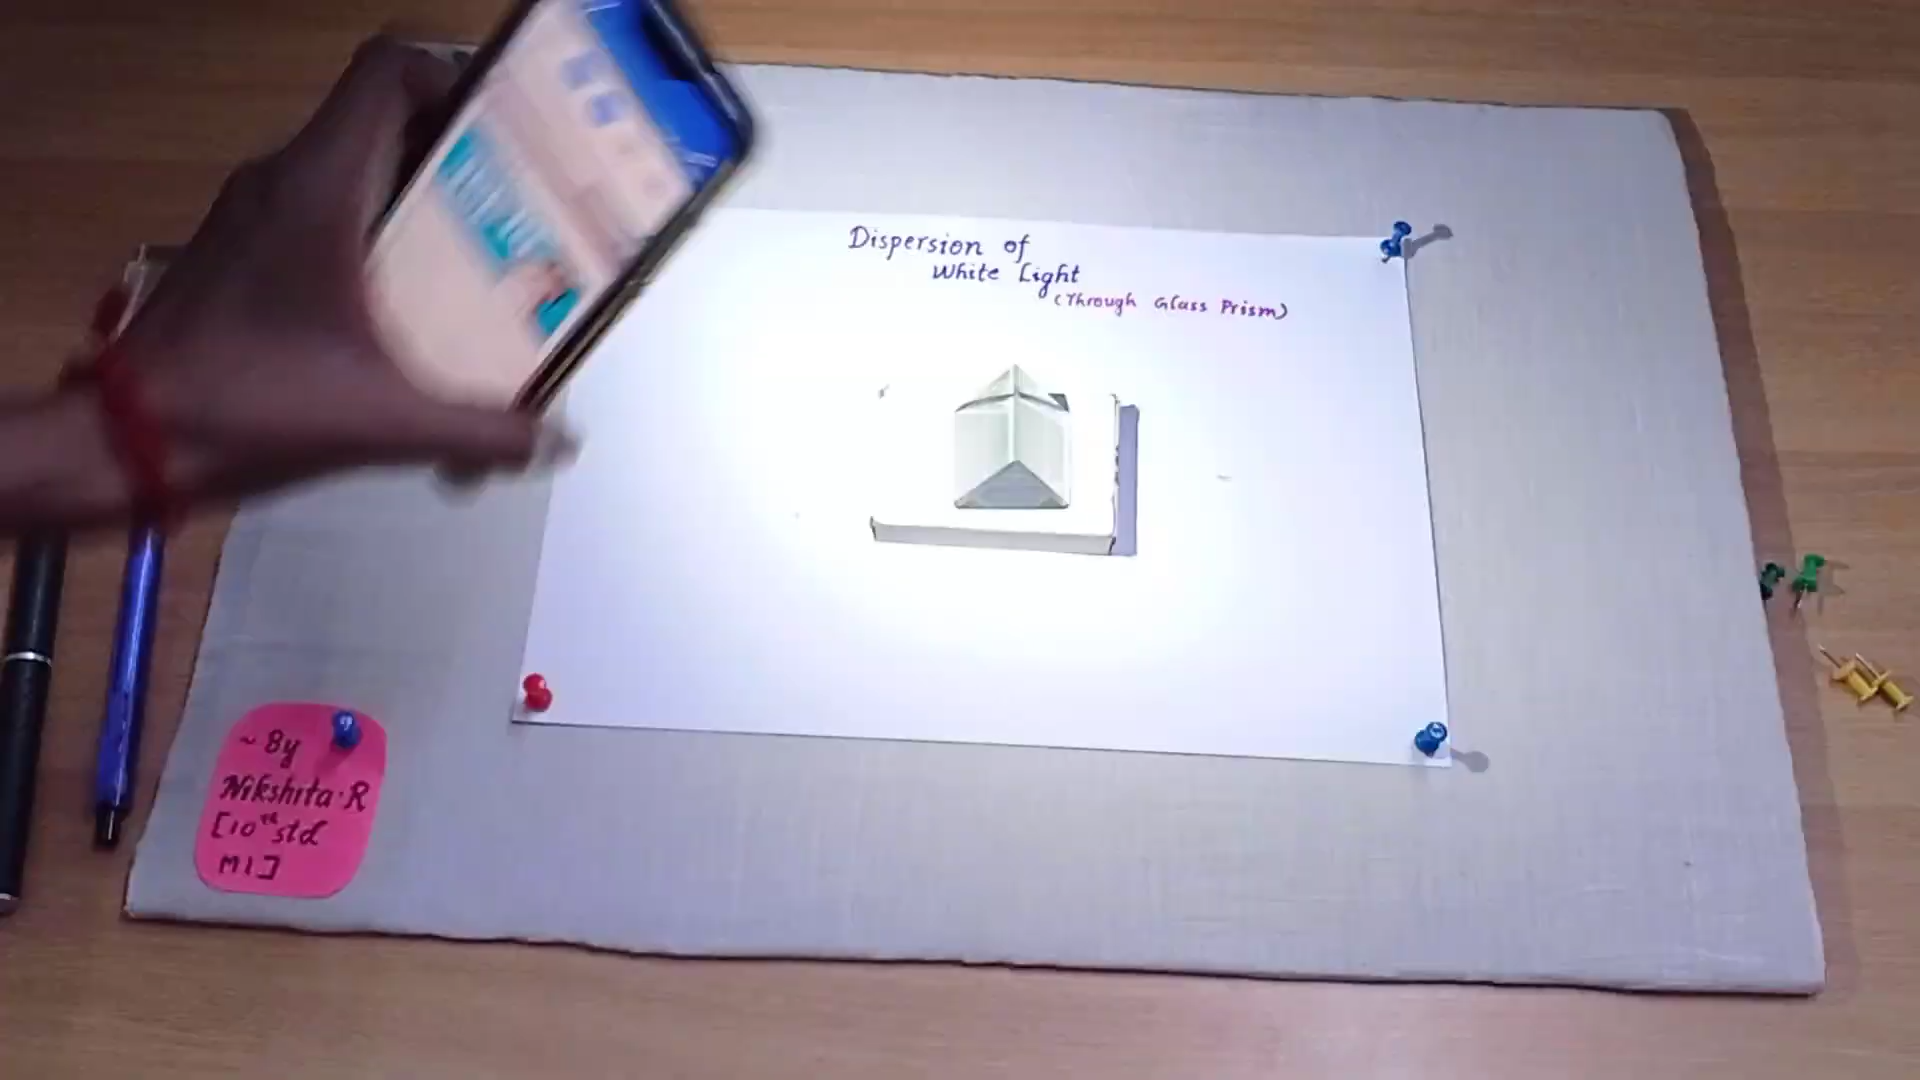 Dispersion of
White Light
(Through Glass Prism)
~ By
Nikshita.R
[10th std
M1]